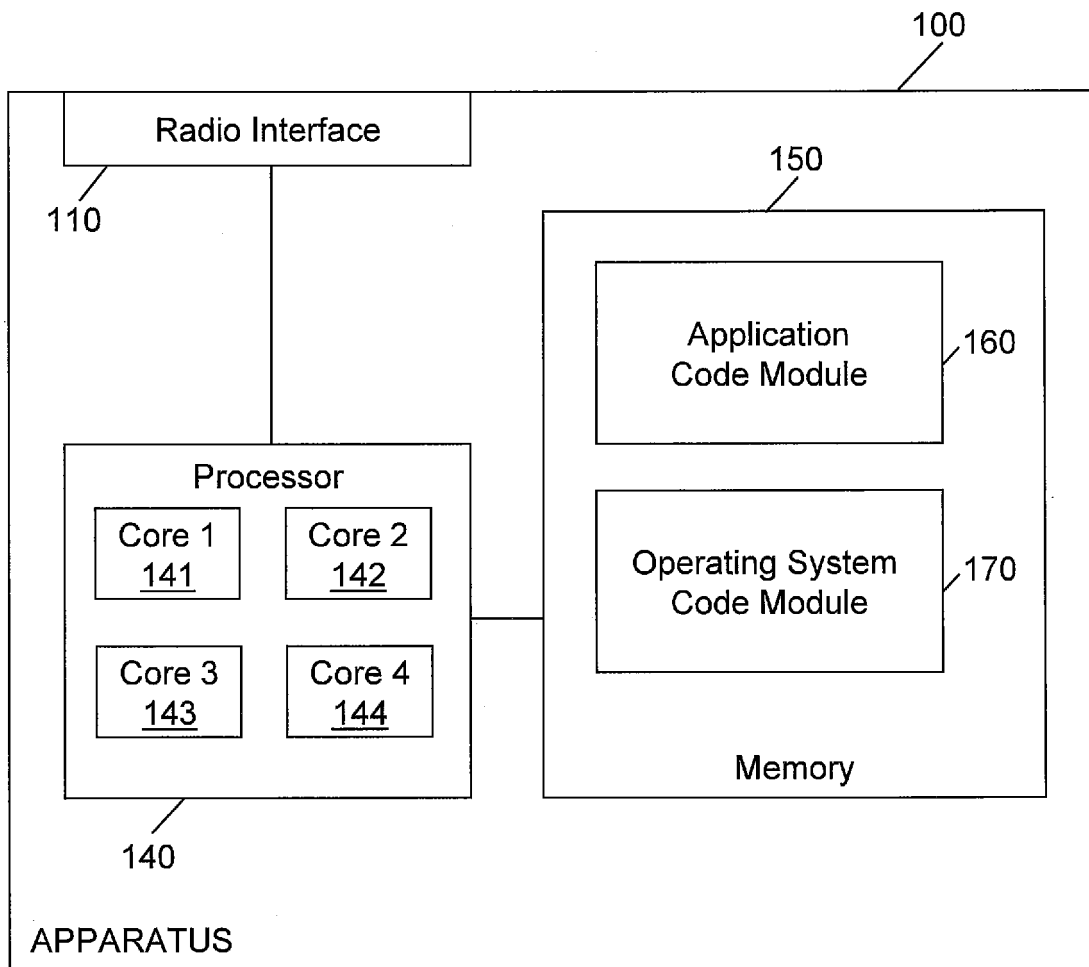 100
Radio Interface
110
150
Application
Code Module
160
Processor
Core 1
141
Core 2
142
Core 3
143
Core 4
144
Operating System
Code Module
170
Memory
140
APPARATUS